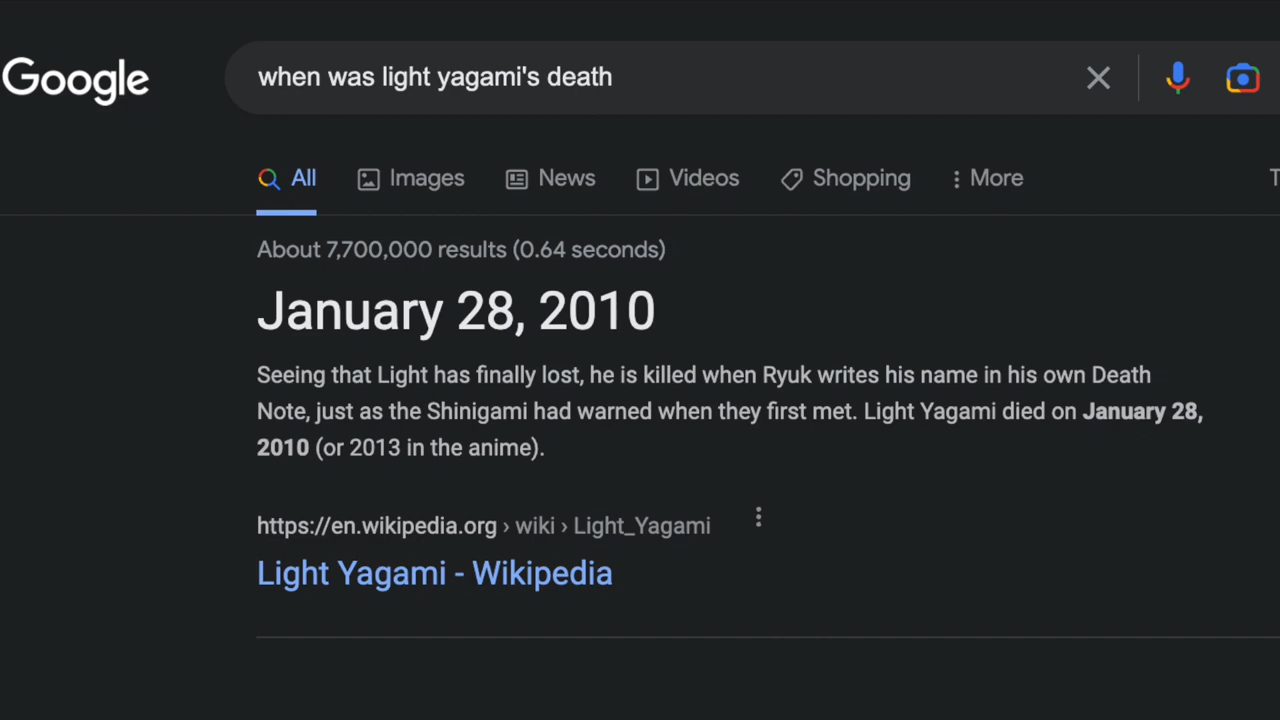 Google
when was light yagami's death
All Images News Videos Shopping More
About 7,700,000 results (0.64 seconds)
January 28, 2010
Seeing that Light has finally lost, he is killed when Ryuk writes his name in his own Death
Note, just as the Shinigami had warned when they first met. Light Yagami died on January 28,
2010 (or 2013 in the anime).
https://en.wikipedia.org › wiki › Light_Yagami
Light Yagami - Wikipedia